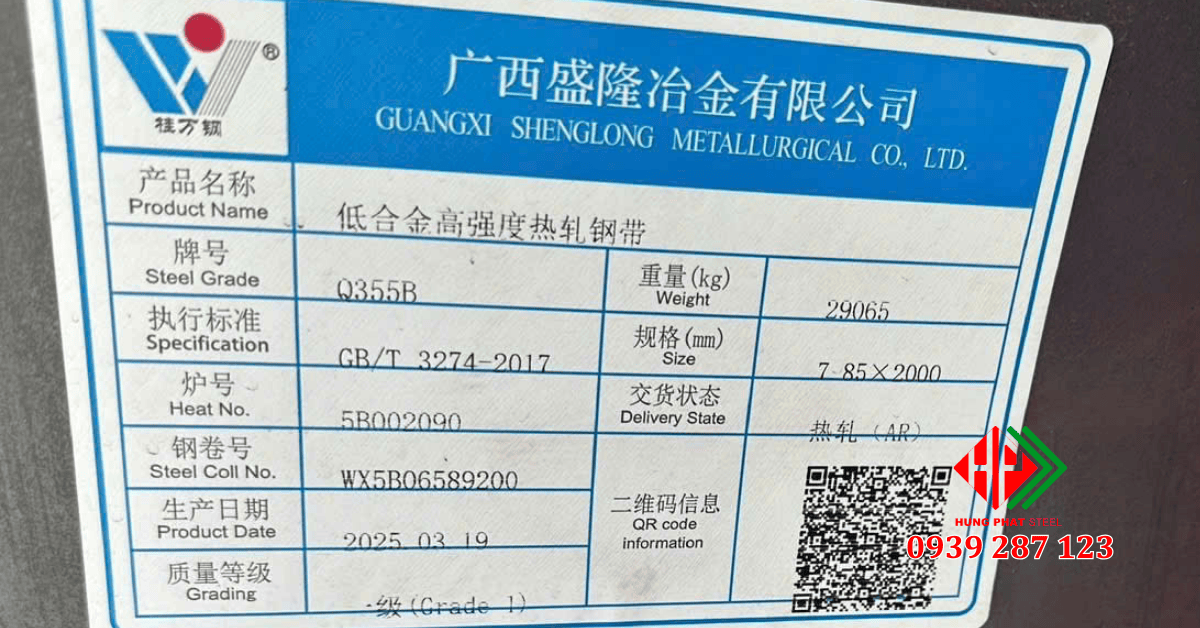 桂万钢
®
广西盛隆冶金有限公司
GUANGXI SHENGLONG METALLURGICAL CO., LTD.
产品名称
Product Name
低合金高强度热轧钢带
牌号
Steel Grade
Q355B
重量(kg)
Weight
29065
执行标准
Specification
GB/T 3274-2017
规格(mm)
Size
7.85×2000
炉号
Heat No.
5B002090
交货状态
Delivery State
热轧 (AR)
钢卷号
Steel Coll No.
WX5B06589200
二维码信息
QR code
information
生产日期
Product Date
2025.03.19
质量等级
Grading
一级(Grade 1)
HUNG PHAT STEEL
0939 287 123